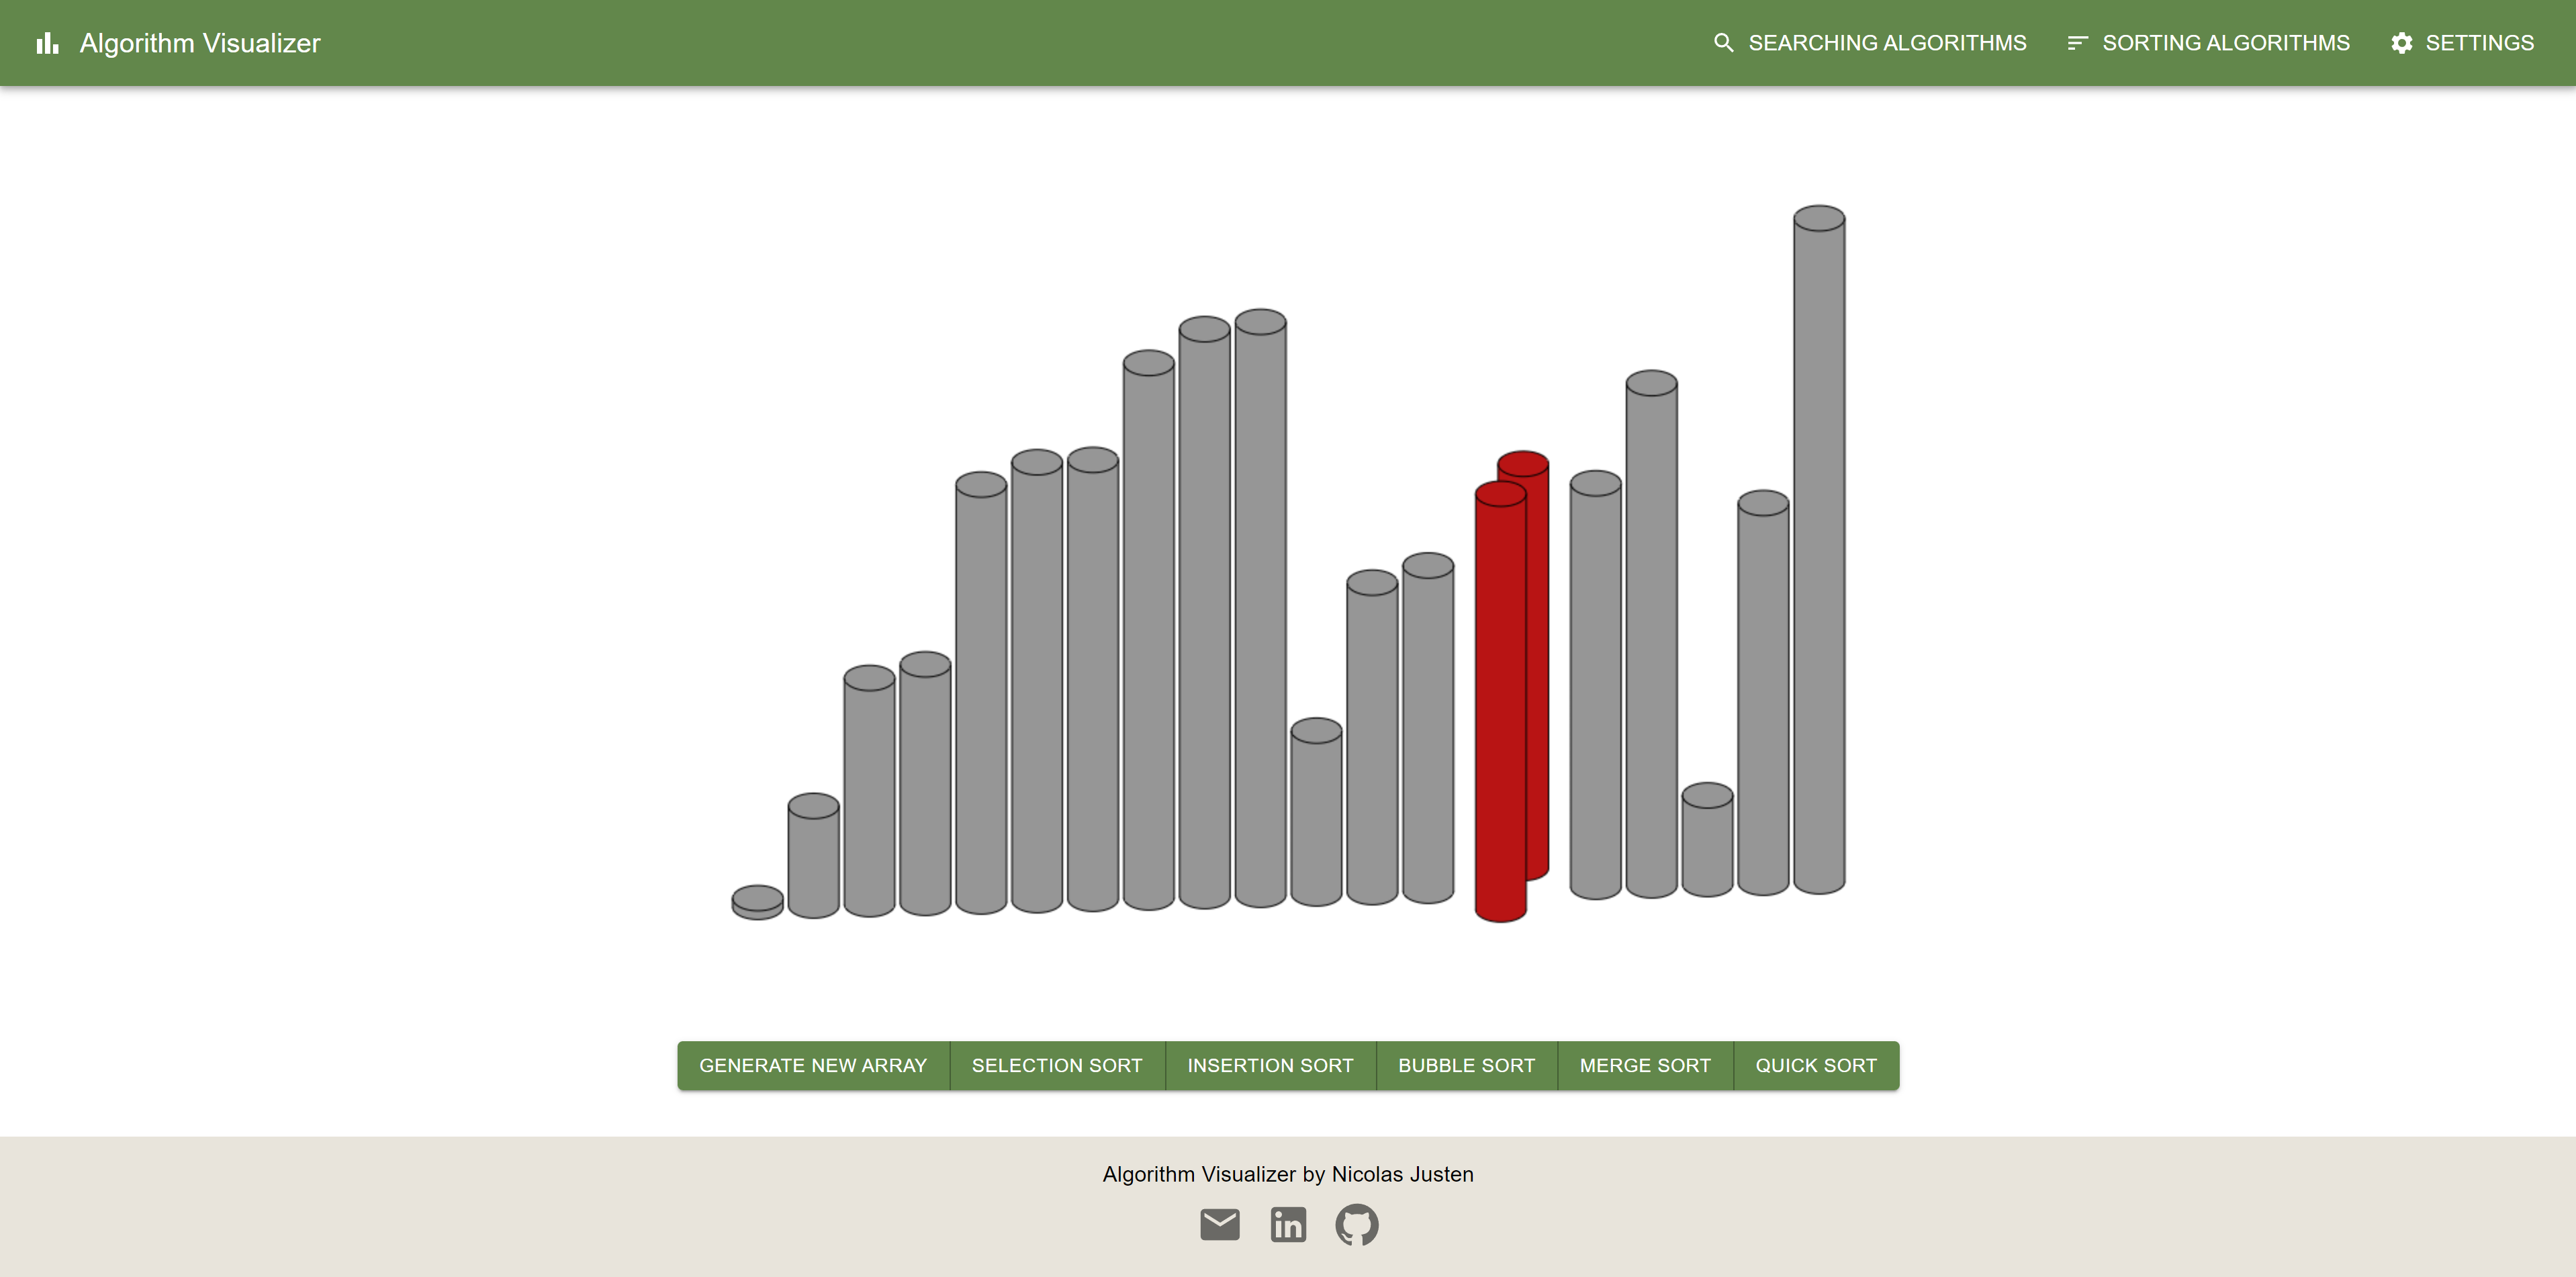 Algorithm Visualizer
SEARCHING ALGORITHMS
SORTING ALGORITHMS
SETTINGS
GENERATE NEW ARRAY
SELECTION SORT
INSERTION SORT
BUBBLE SORT
MERGE SORT
QUICK SORT
Algorithm Visualizer by Nicolas Justen
in